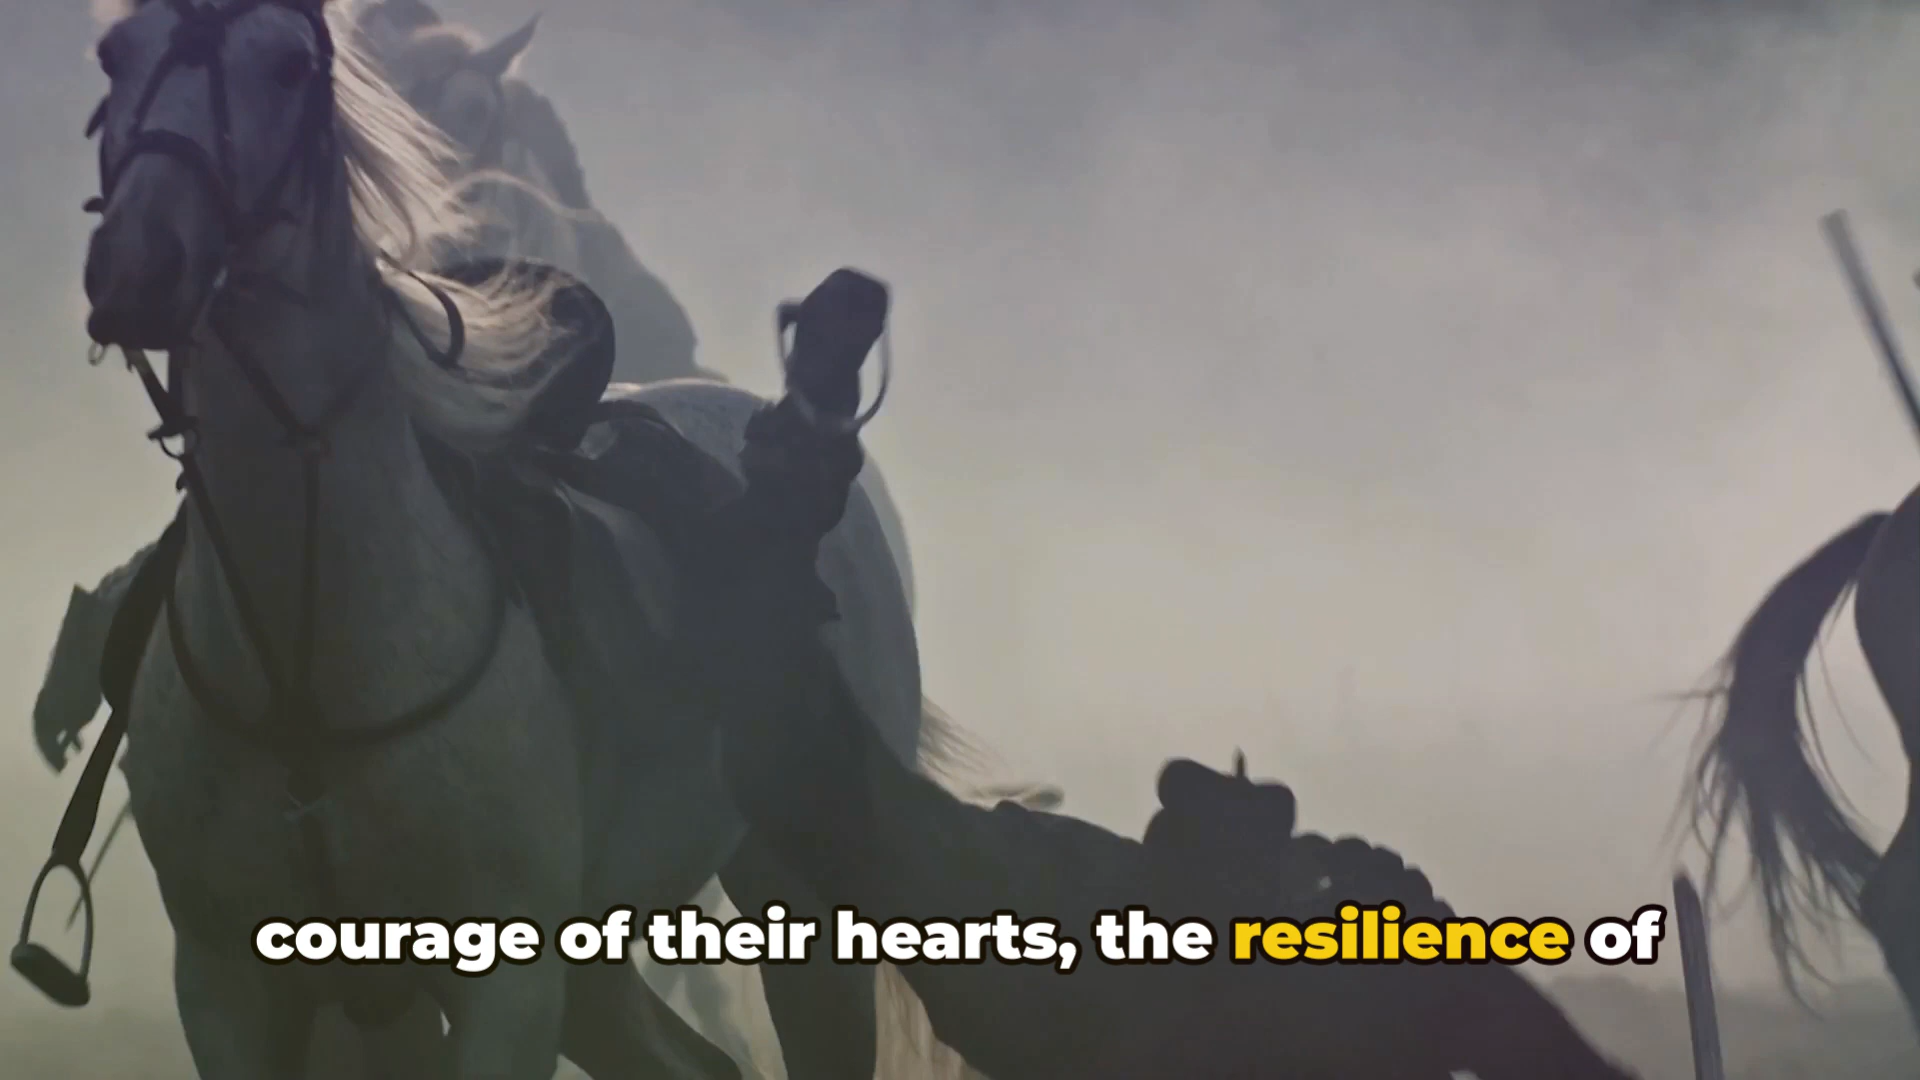 courage of their hearts, the resilience of